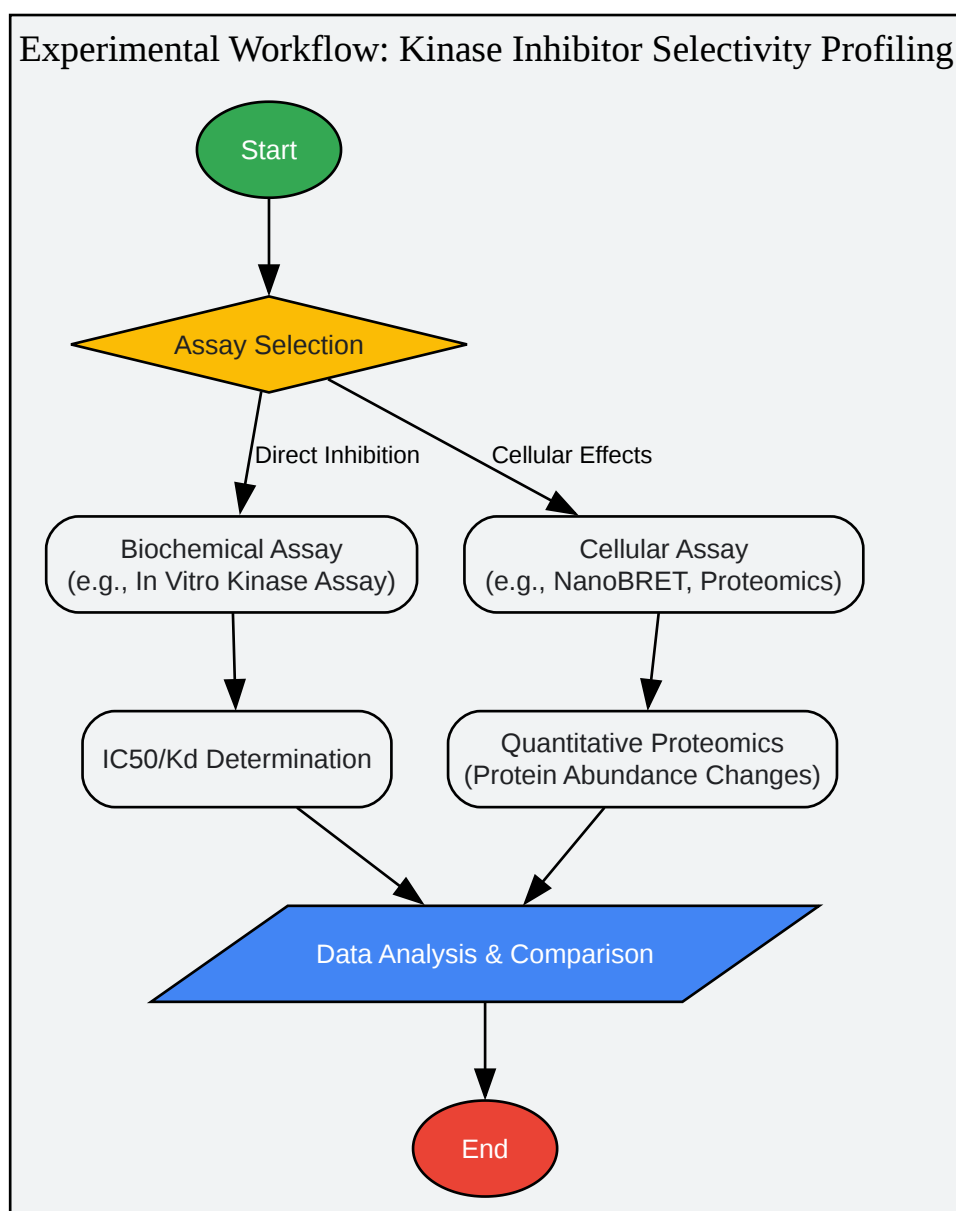 Experimental Workflow: Kinase Inhibitor Selectivity Profiling
Start
Assay Selection
Direct Inhibition
Cellular Effects
Biochemical Assay
(e.g., In Vitro Kinase Assay)
Cellular Assay
(e.g., NanoBRET, Proteomics)
IC50/Kd Determination
Quantitative Proteomics
(Protein Abundance Changes)
Data Analysis & Comparison
End